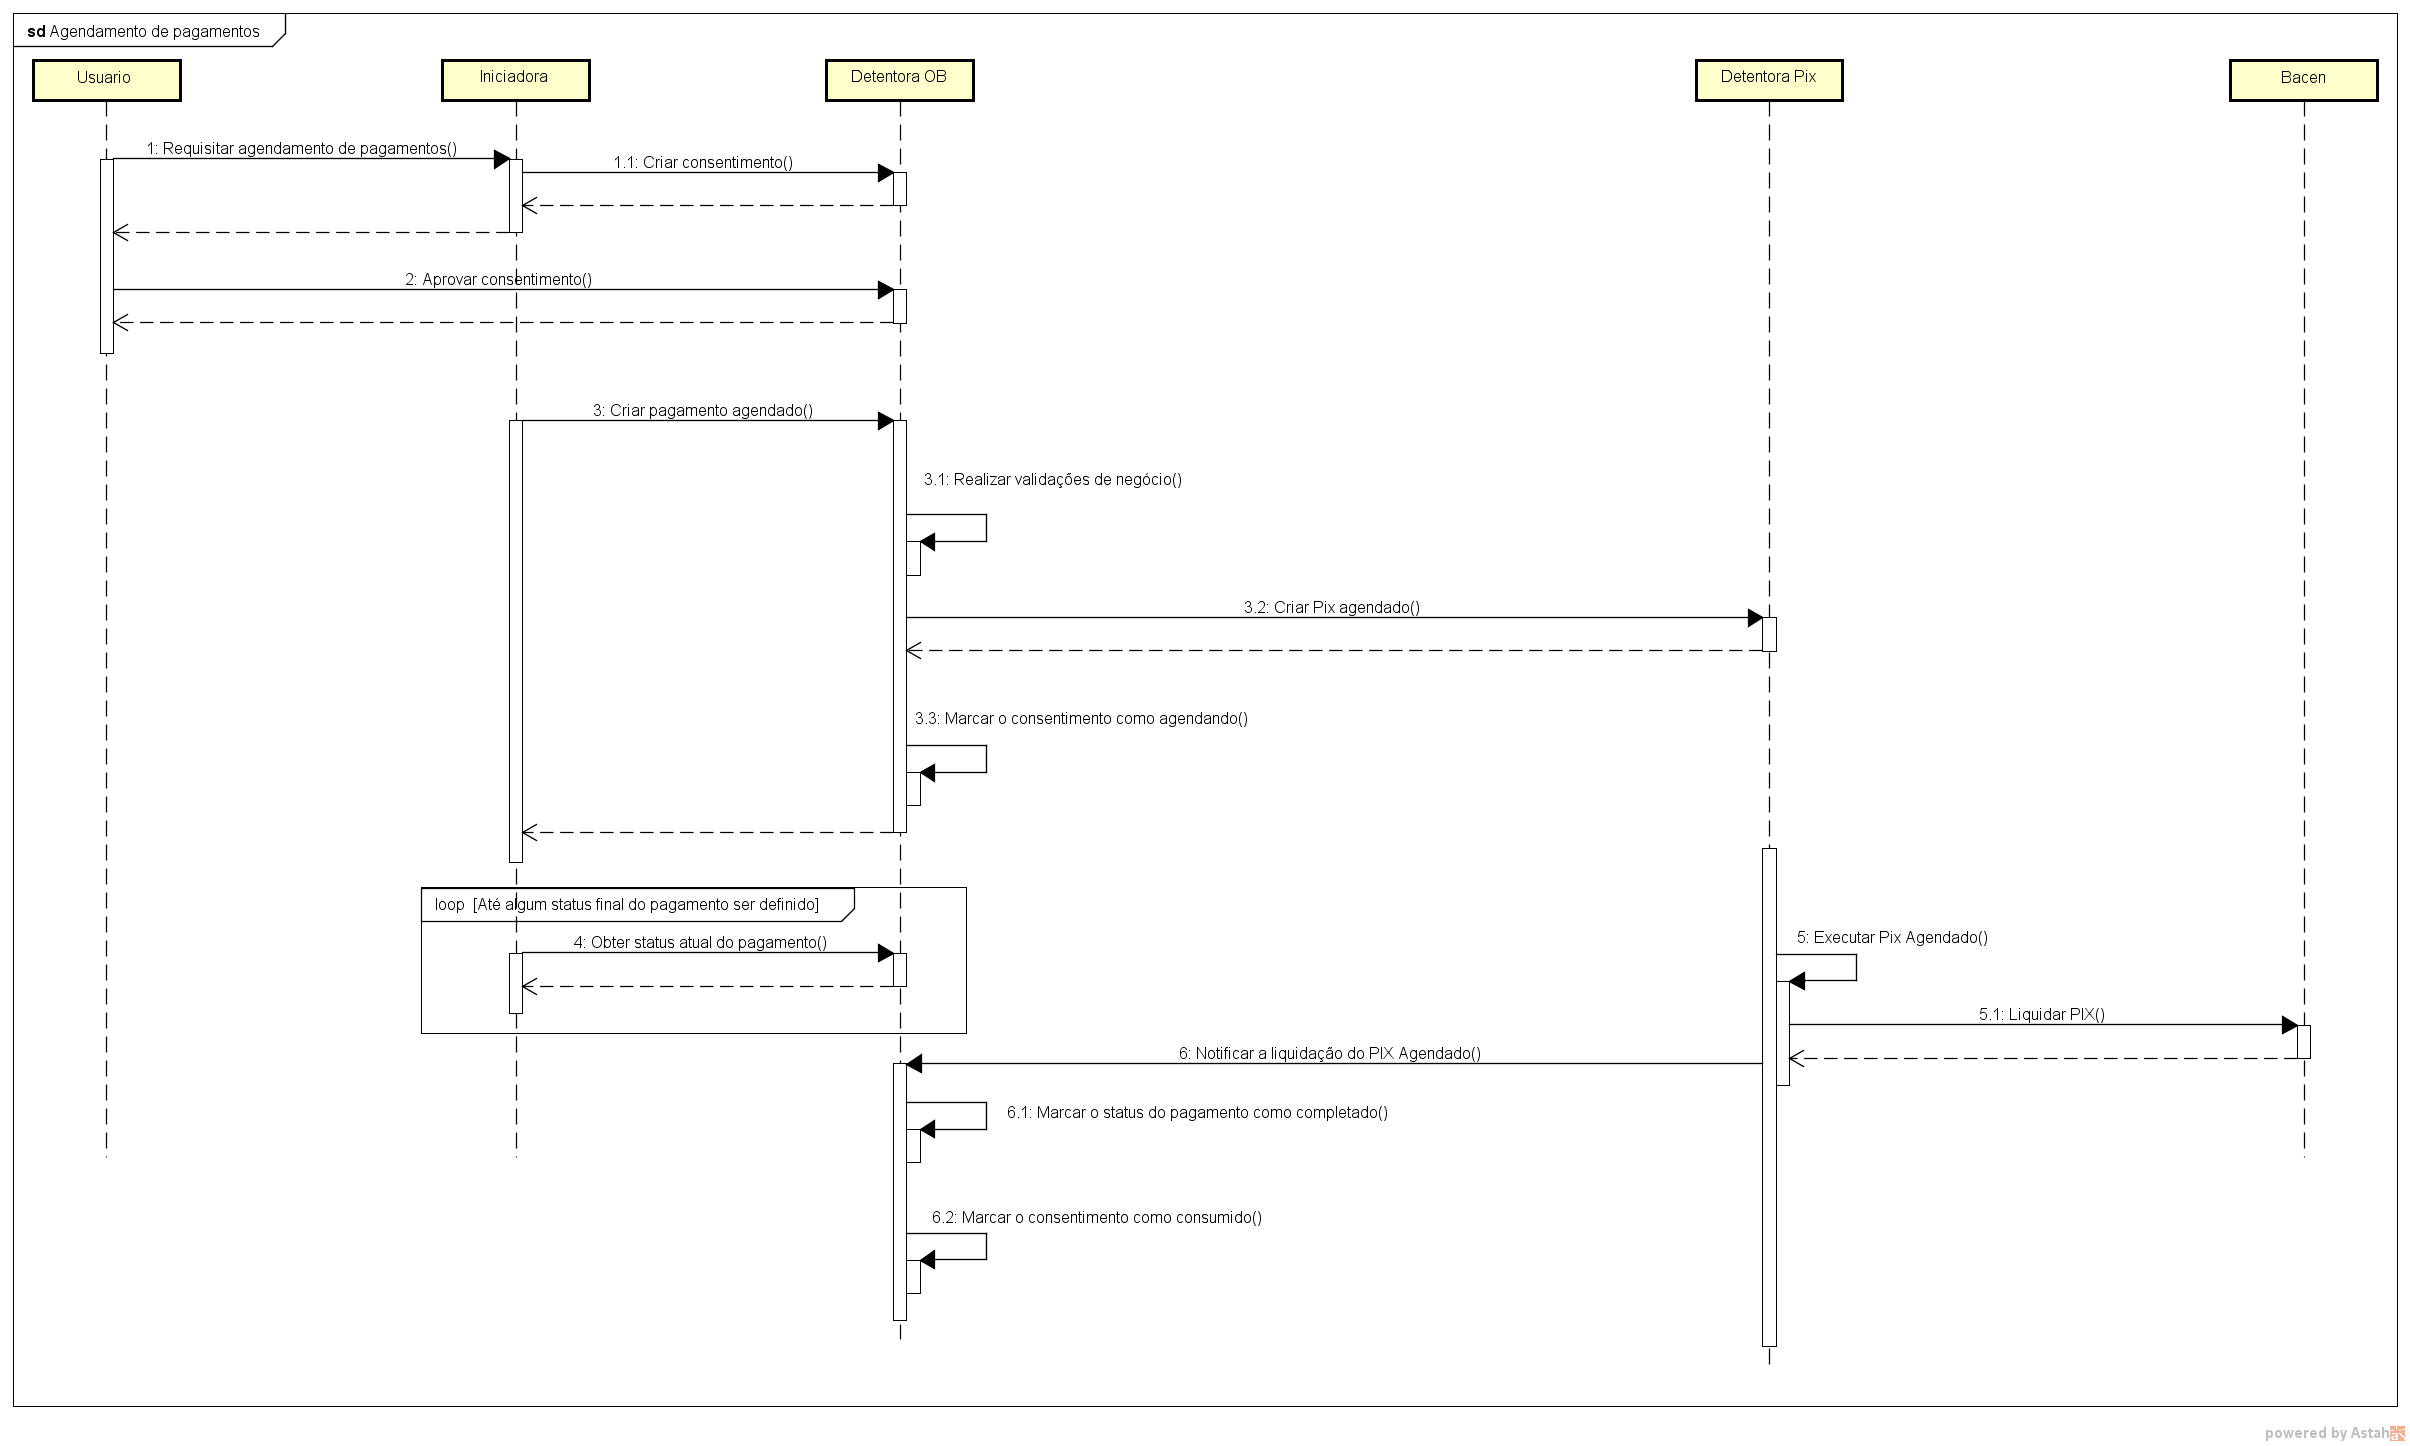 sd Agendamento de pagamentos
Usuario
Iniciadora
Detentora OB
Detentora Pix
Bacen
1: Requisitar agendamento de pagamentos()
1.1: Criar consentimento()
2: Aprovar consentimento()
3: Criar pagamento agendado()
3.1: Realizar validações de negócio()
3.2: Criar Pix agendado()
3.3: Marcar o consentimento como agendando()
loop [Até algum status final do pagamento ser definido]
4: Obter status atual do pagamento()
5: Executar Pix Agendado()
5.1: Liquidar PIX()
6: Notificar a liquidação do PIX Agendado()
6.1: Marcar o status do pagamento como completado()
6.2: Marcar o consentimento como consumido()
powered by Astah